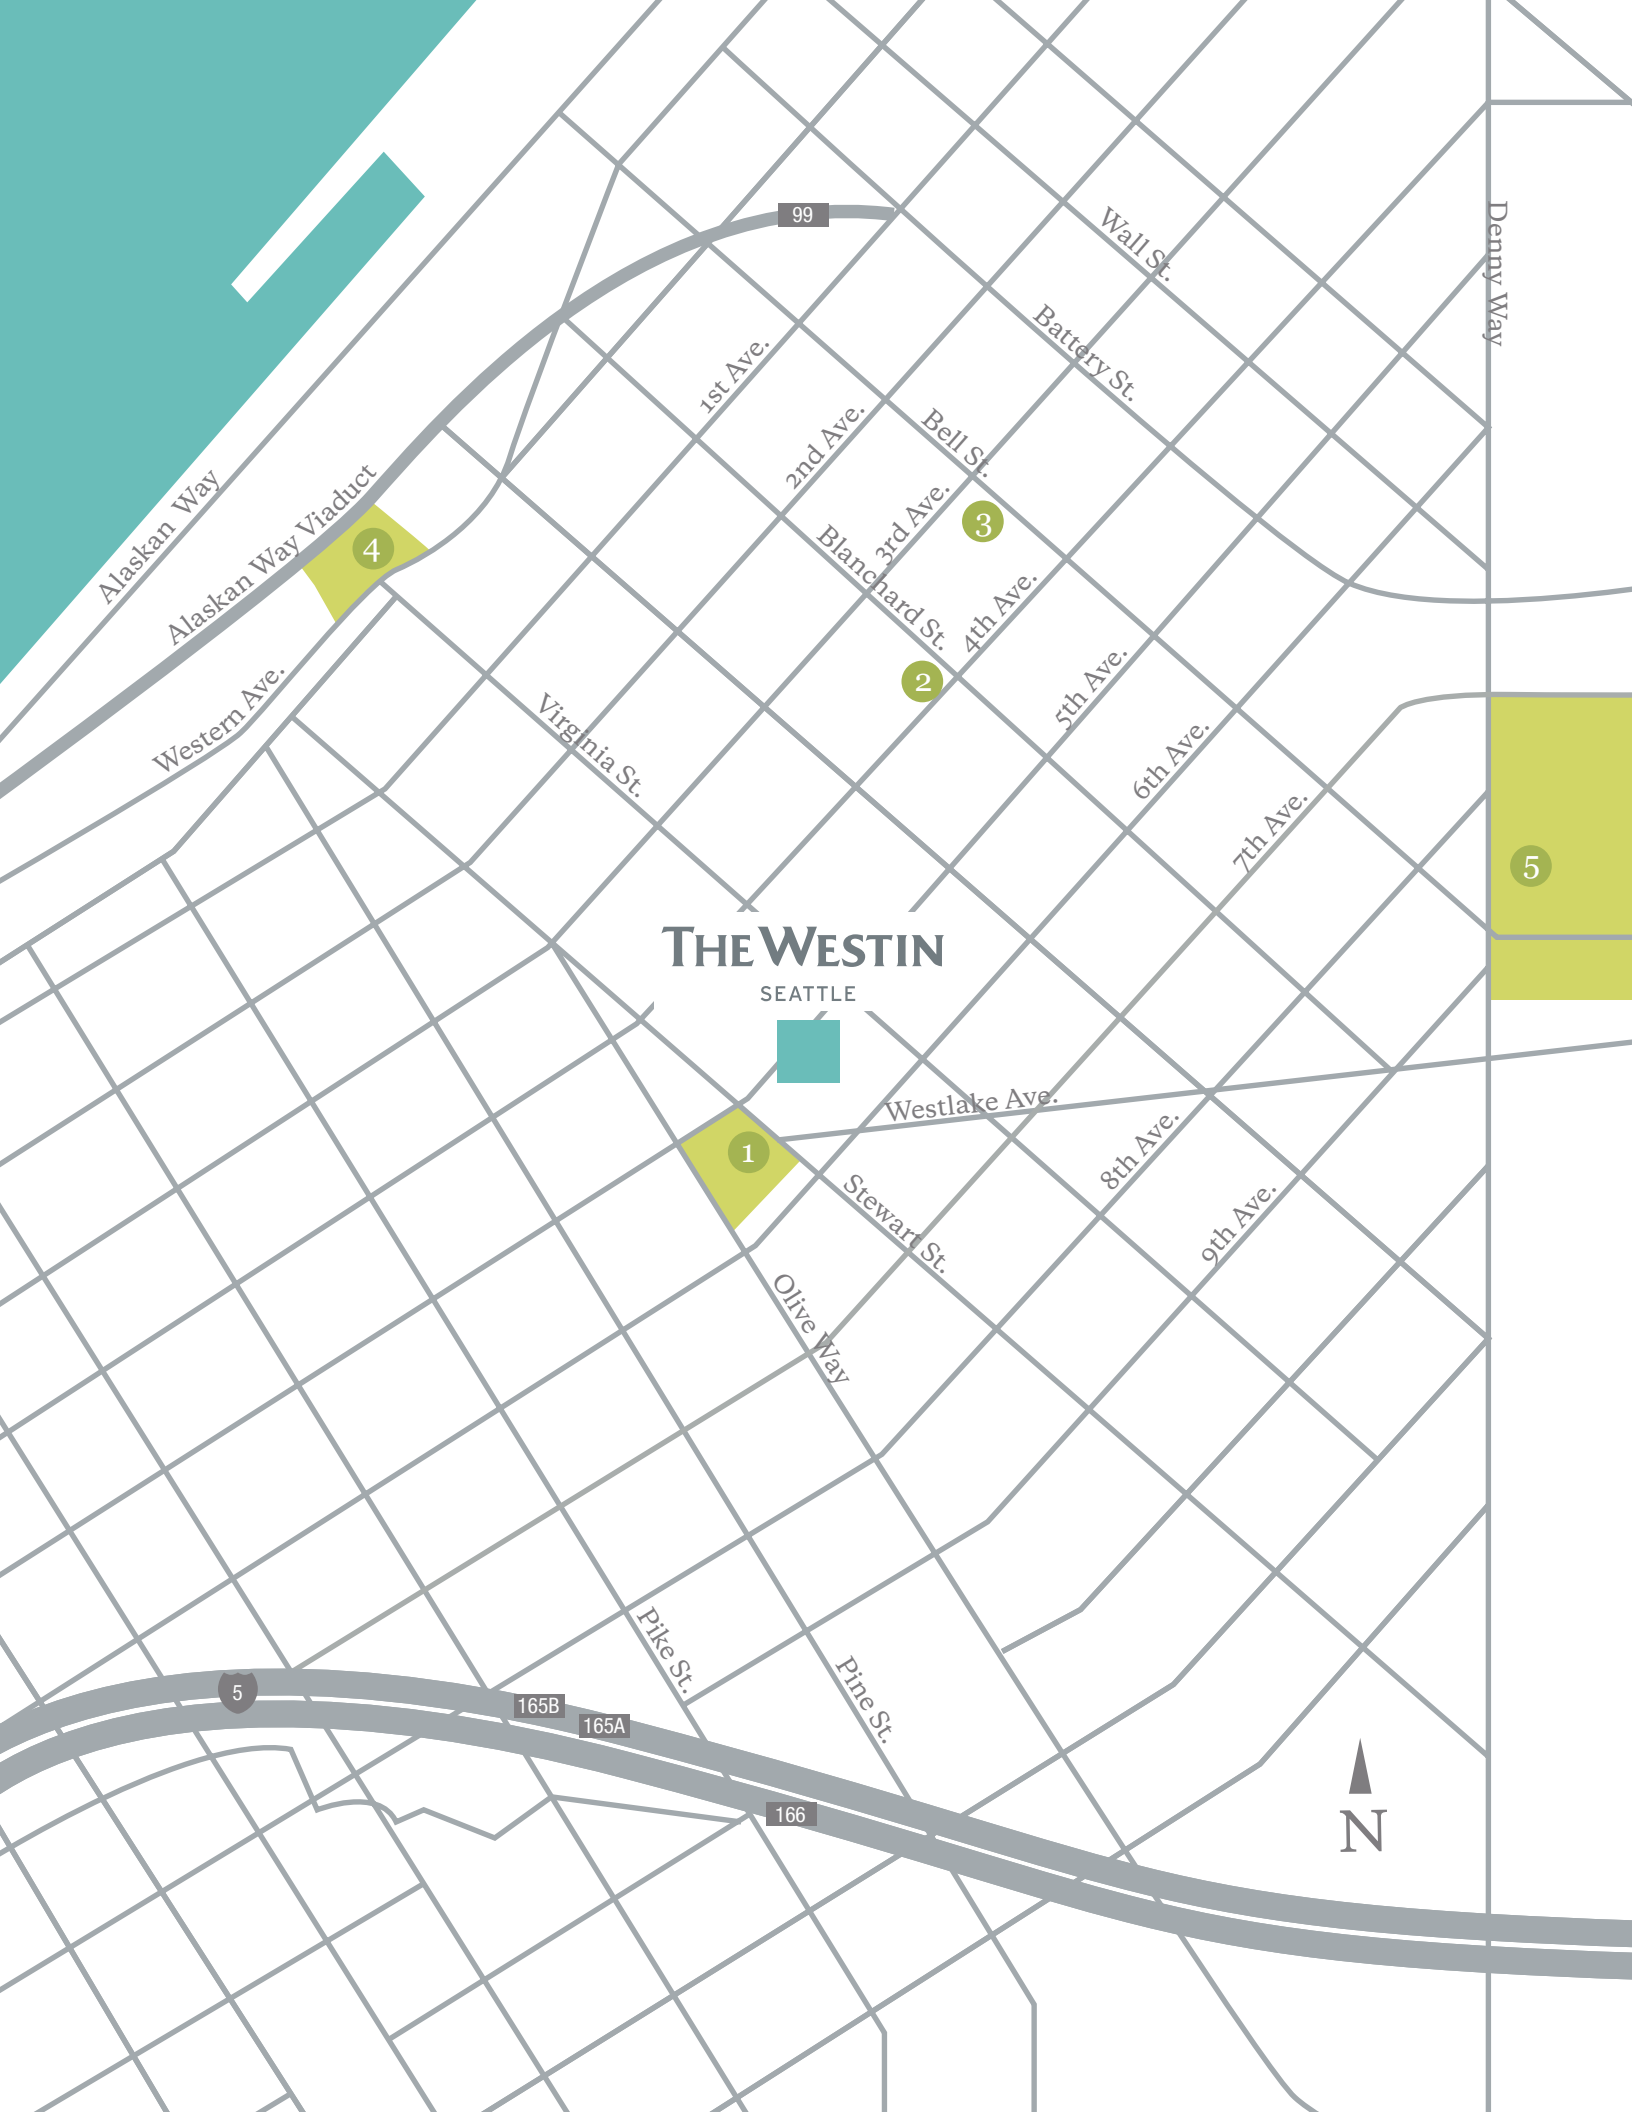 99
Wall St.
Denny Way
Battery St.
1st Ave.
2nd Ave.
Bell St.
3rd Ave.
3
Alaskan Way
Alaskan Way Viaduct
4
Blanchard St.
4th Ave.
2
5th Ave.
Western Ave.
Virginia St.
6th Ave.
7th Ave.
5
THE WESTIN
SEATTLE
Westlake Ave.
1
8th Ave.
Stewart St.
9th Ave.
Olive Way
Pike St.
Pine St.
5
165B
165A
166
N